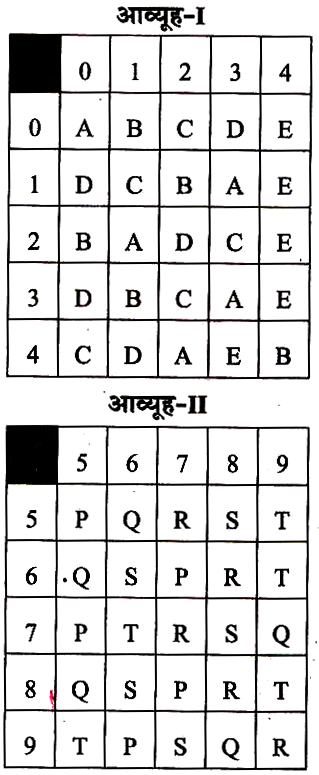 आव्यूह-I
0 1 2 3 4
0 A B C D E
1 D C B A E
2 B A D C E
3 D B C A E
4 C D A E B
आव्यूह-II
5 6 7 8 9
5 P Q R S T
6 Q S P R T
7 P T R S Q
8 Q S P R T
9 T P S Q R